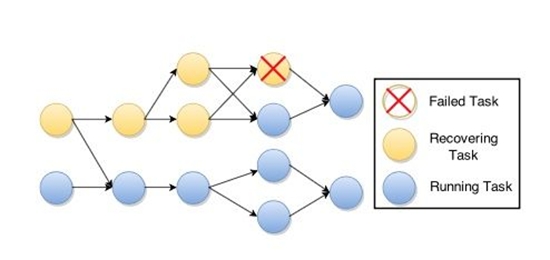 Failed Task
Recovering
Task
Running Task